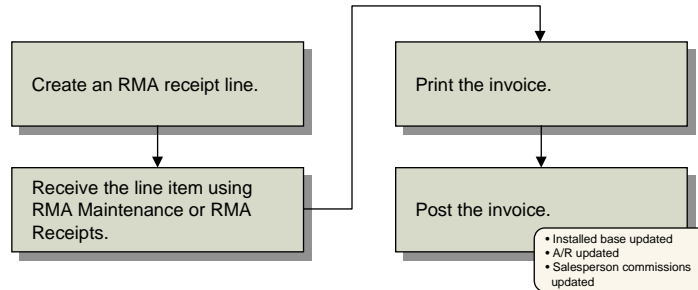 Create an RMA receipt line.
Receive the line item using
RMA Maintenance or RMA
Receipts.
Print the invoice.
Post the invoice.
• Installed base updated
• A/R updated
• Salesperson commissions
updated